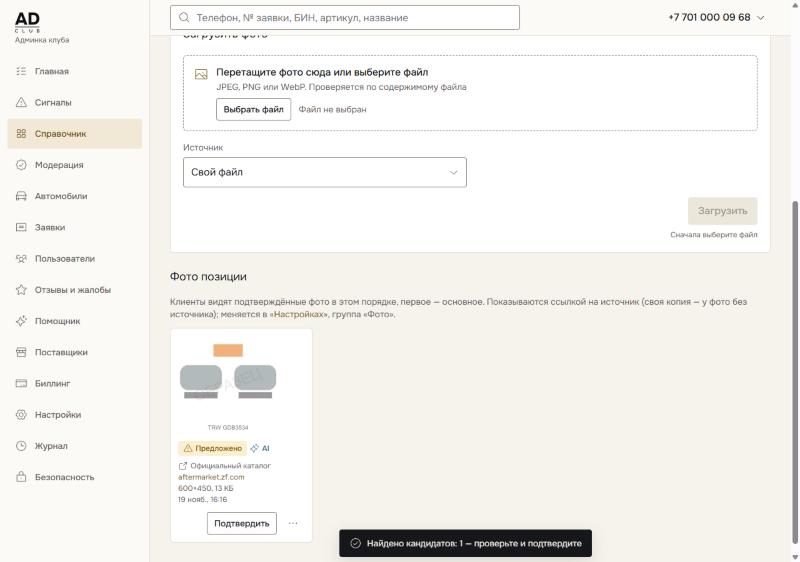 AD
CLUB
Админка клуба
Телефон, № заявки, БИН, артикул, название
+7 701 000 09 68
Главная
Сигналы
Справочник
Модерация
Автомобили
Заявки
Пользователи
Отзывы и жалобы
Помощник
Поставщики
Биллинг
Настройки
Журнал
Безопасность
Загрузить фото
Перетащите фото сюда или выберите файл
JPEG, PNG или WebP. Проверяется по содержимому файла
Выбрать файл Файл не выбран
Источник
Свой файл
Загрузить
Сначала выберите файл
Фото позиции
Клиенты видят подтверждённые фото в этом порядке, первое — основное. Показываются ссылкой на источник (своя копия — у фото без
источника); меняется в «Настройках», группа «Фото».
ОБРАЗЕЦ
TRW GDB3534
Предложено AI
Официальный каталог
aftermarket.zf.com
600×450, 13 КБ
19 нояб., 16:16
Подтвердить
Найдено кандидатов: 1 — проверьте и подтвердите